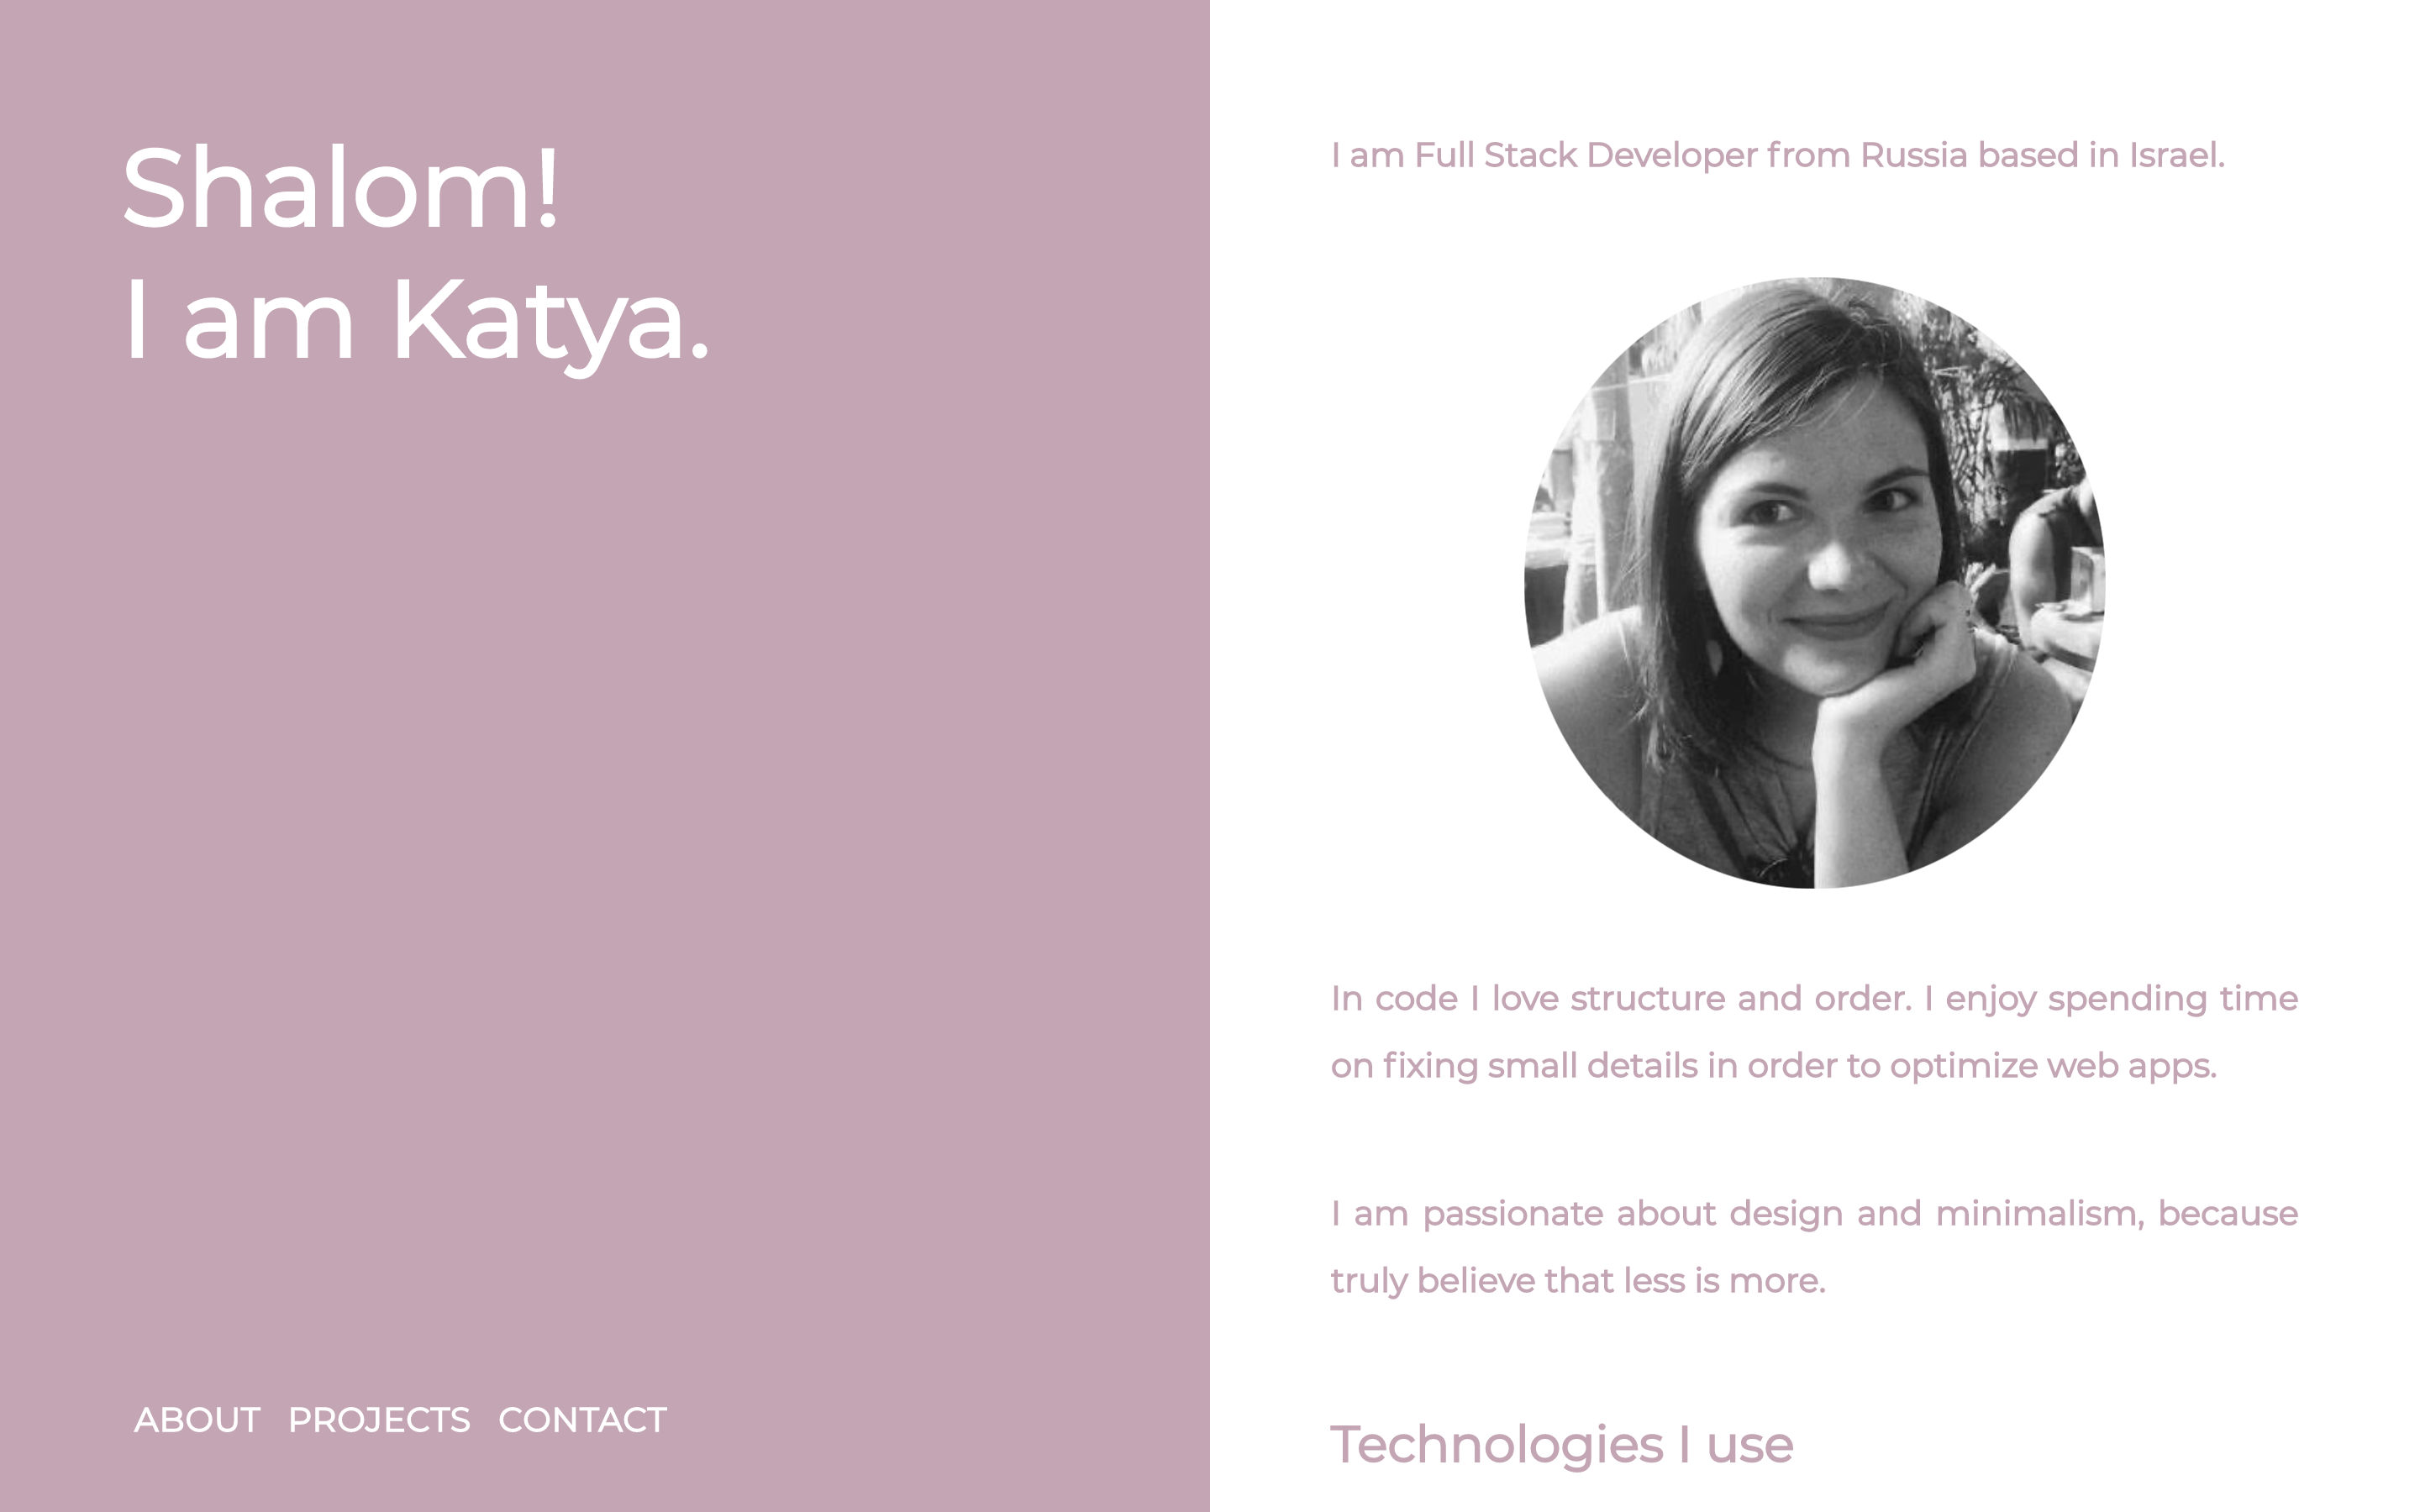 Shalom!
I am Katya.
ABOUT PROJECTS CONTACT
I am Full Stack Developer from Russia based in Israel.
In code I love structure and order. I enjoy spending time
on fixing small details in order to optimize web apps.
I am passionate about design and minimalism, because
truly believe that less is more.
Technologies I use